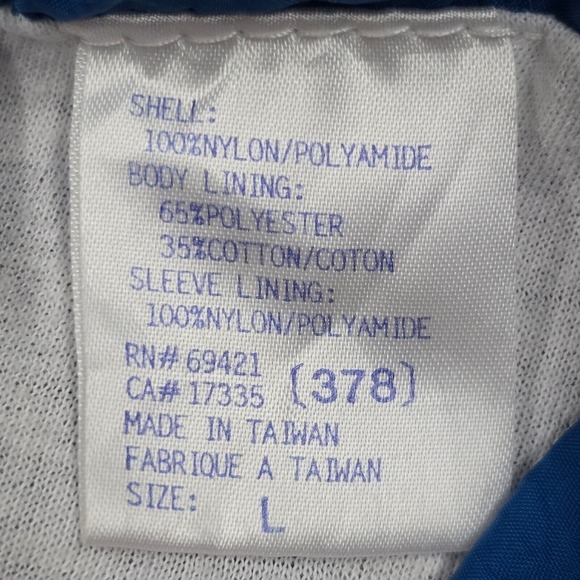 SHELL:
100%NYLON/POLYAMIDE
BODY LINING:
65%POLYESTER
35%COTTON/COTON
SLEEVE LINING:
100%NYLON/POLYAMIDE
RN# 69421
CA# 17335 (378)
MADE IN TAIWAN
FABRIQUE A TAIWAN
SIZE: L